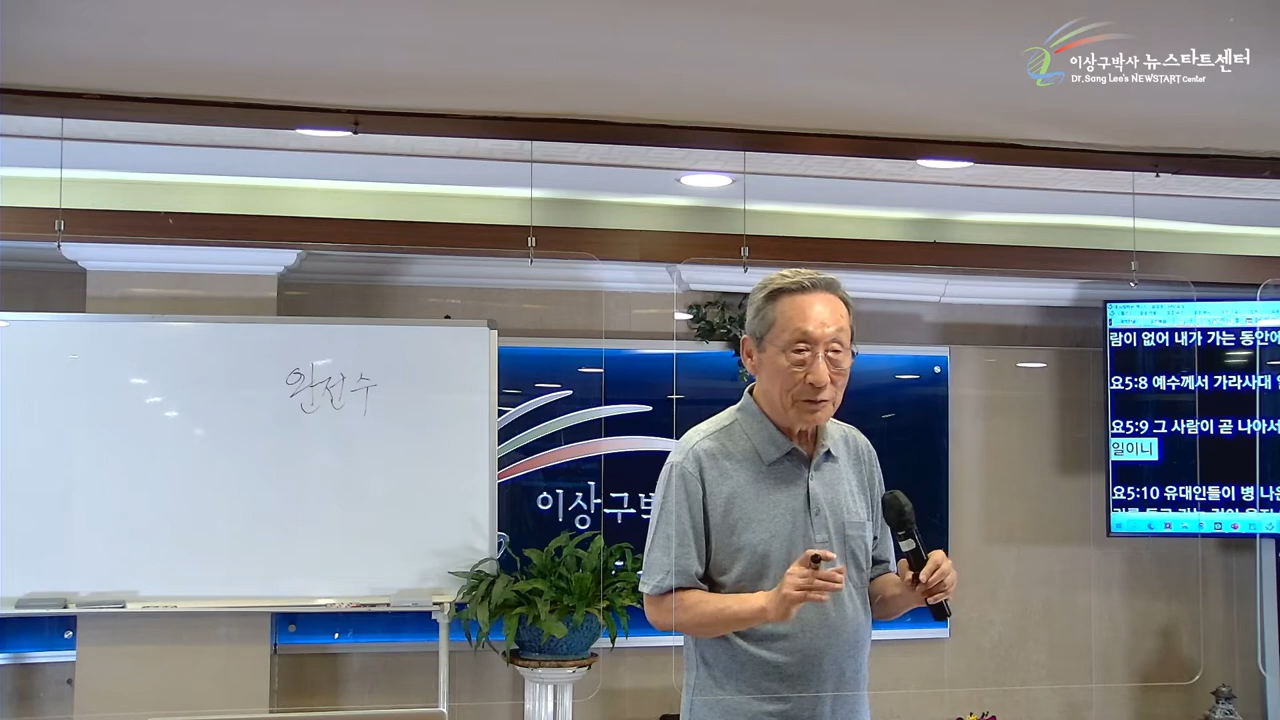 이상구박사 뉴스타트센터
Dr. Sang Lee's NEWSTART Center
완전수
이상구박
람이 없어 내가 가는 동안에
요5:8 예수께서 가라사대
요5:9 그 사람이 곧 나아서
일이니
요5:10 유대인들이 병 나은